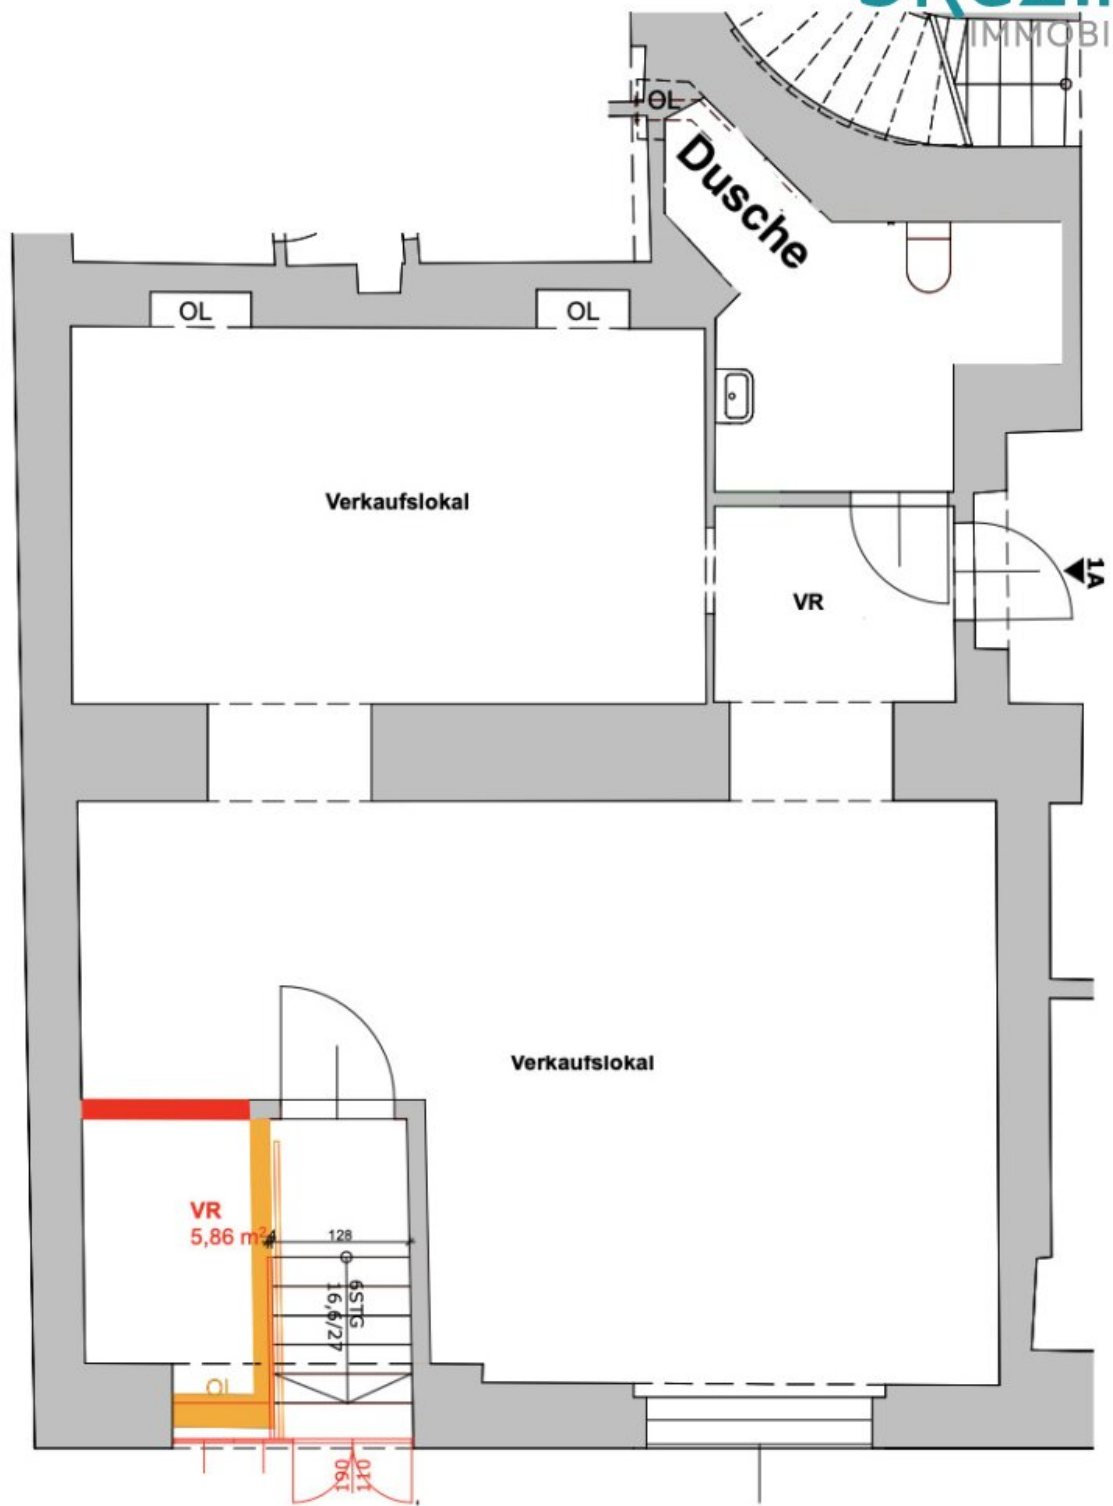 IMMOBI
OL
Dusche
OL
OL
Verkaufslokal
VR
1A
Verkaufslokal
VR
5,86 m²
128
6STG
16,6/27
OL
190
110